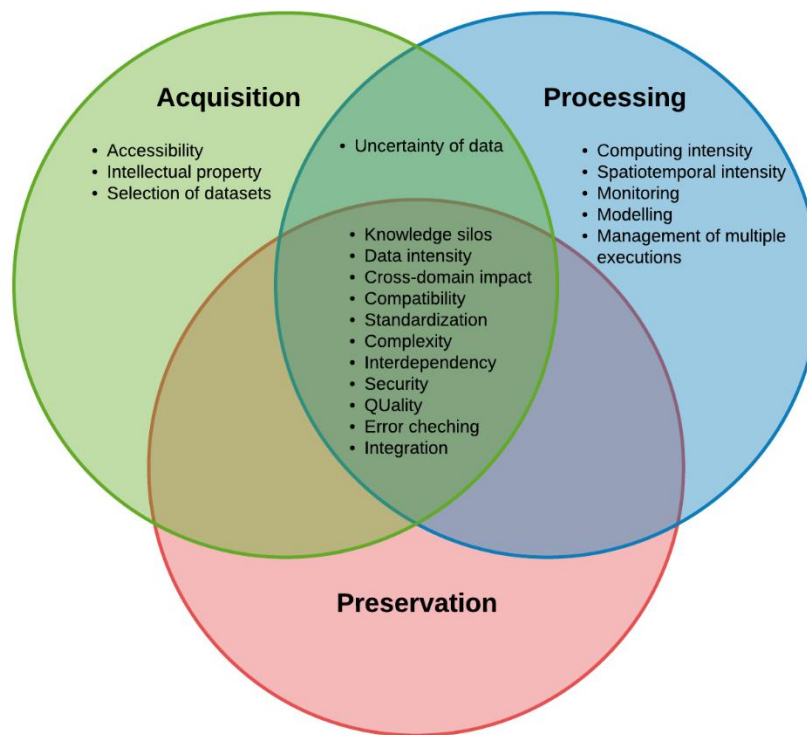 Acquisition
• Accessibility
• Intellectual property
• Selection of datasets
• Uncertainty of data
Processing
• Computing intensity
• Spatiotemporal intensity
• Monitoring
• Modelling
• Management of multiple
executions
• Knowledge silos
• Data intensity
• Cross-domain impact
• Compatibility
• Standardization
• Complexity
• Interdependency
• Security
• QUality
• Error cheching
• Integration
Preservation